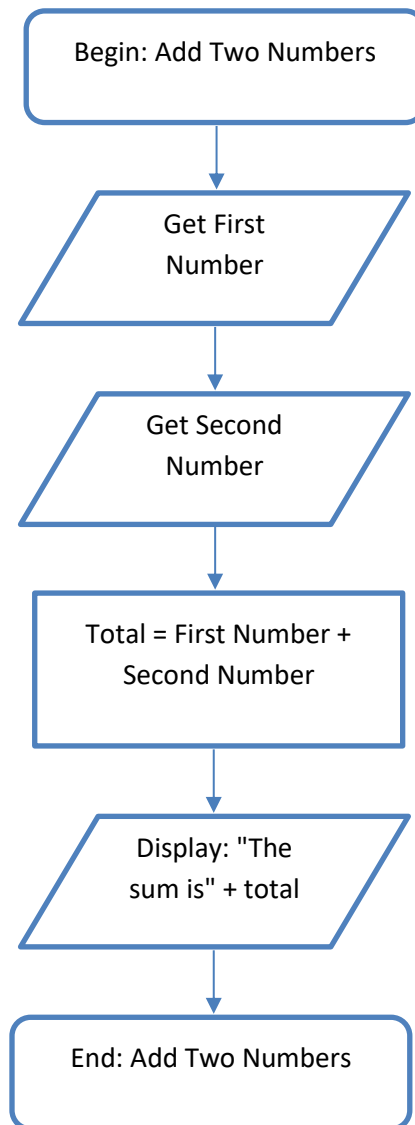 Begin: Add Two Numbers
Get First
Number
Get Second
Number
Total = First Number +
Second Number
Display: "The
sum is" + total
End: Add Two Numbers